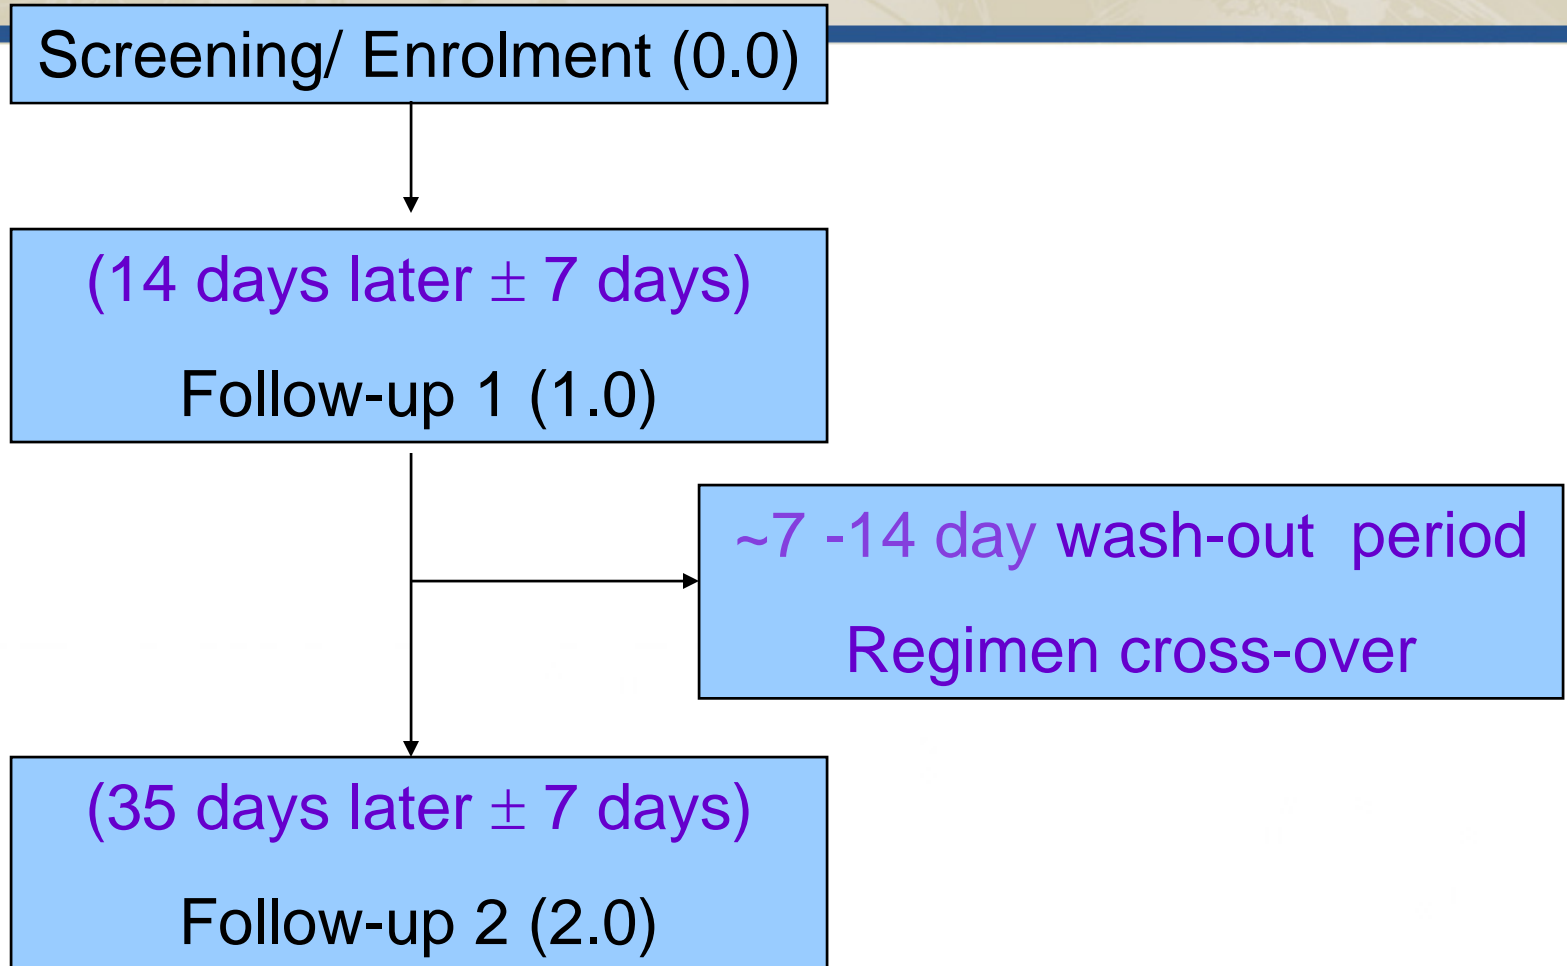 Screening/ Enrolment (0.0)
(14 days later ± 7 days)
Follow-up 1 (1.0)
~7 -14 day wash-out  period
Regimen cross-over
(35 days later ± 7 days)
Follow-up 2 (2.0)